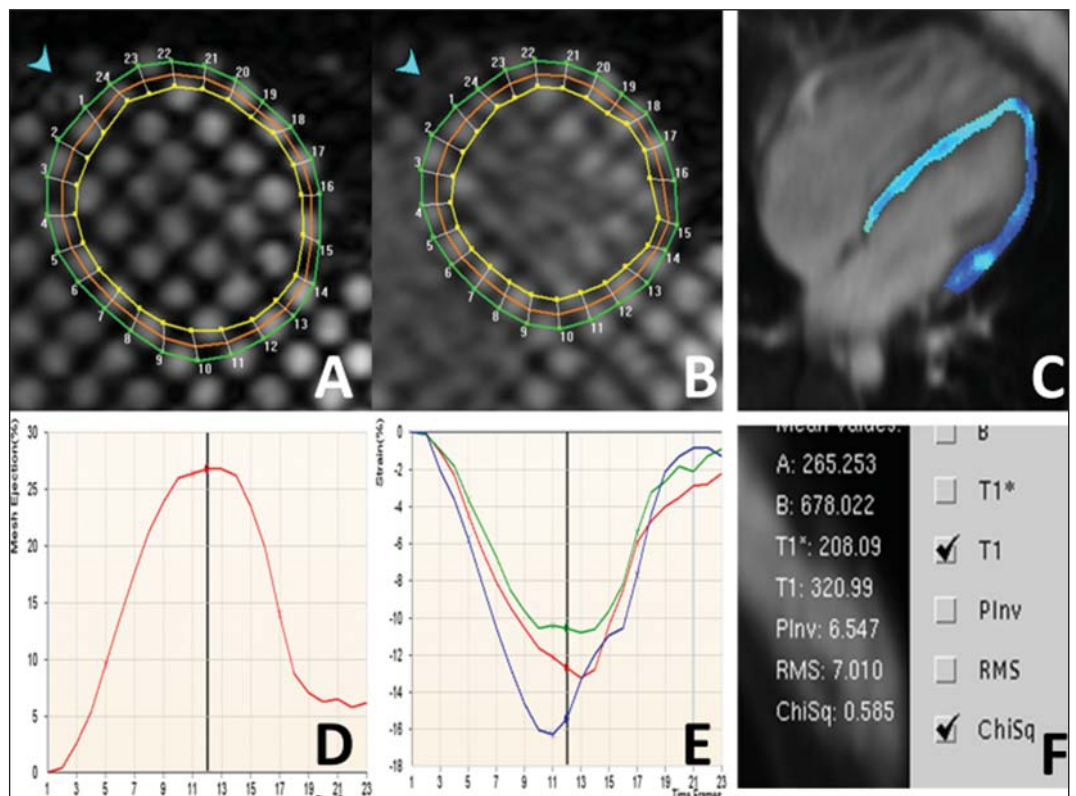 24 23 22 21 20 19 18 17 16 15 14 13 12 11 10 9 8 7 6 5 4 3 2 1
A
24 23 22 21 20 19 18 17 16 15 14 13 12 11 10 9 8 7 6 5 4 3 2 1
B
C
Mesh Ejection(%)
30
25
20
15
10
5
0
1 3 5 7 9 11 13 15 17 19 21 23
D
Strain(%)
0
-2
-4
-6
-8
-10
-12
-14
-16
-18
1 3 5 7 9 11 13 15 17 19 21 23
Time Frames
E
Mean Values:
A: 265.253
B: 678.022
T1*: 208.09
T1: 320.99
PInv: 6.547
RMS: 7.010
ChiSq: 0.585
B
T1*
T1
PInv
RMS
ChiSq
F